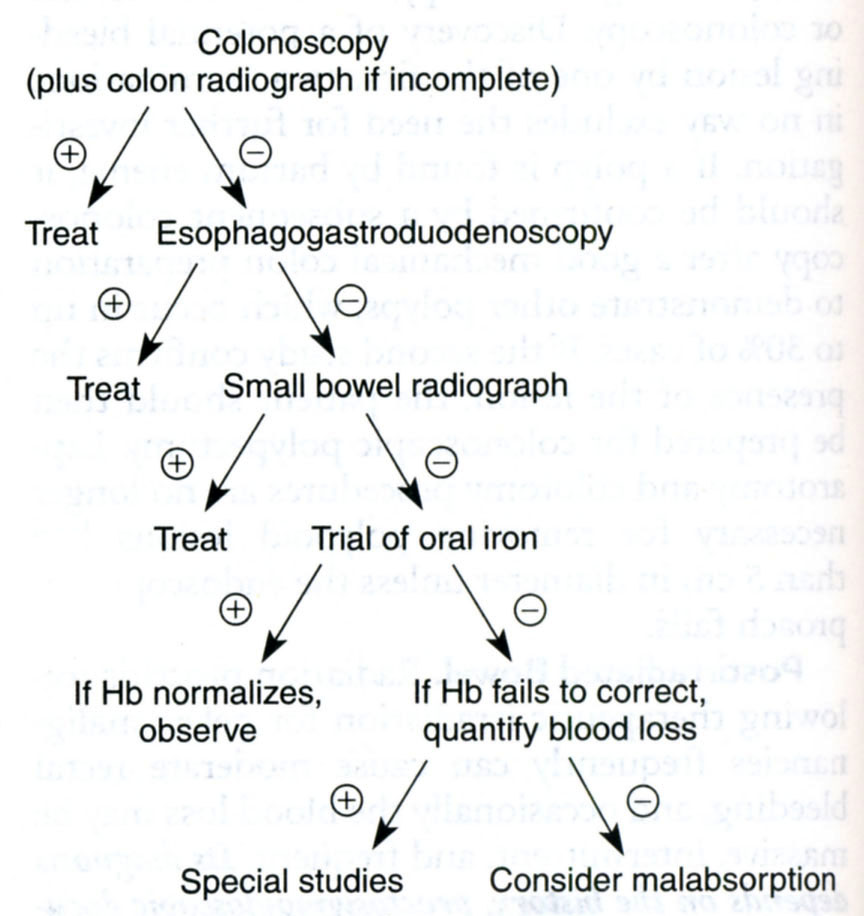 Colonoscopy
(plus colon radiograph if incomplete)
+ −
Treat Esophagogastroduodenoscopy
+ −
Treat Small bowel radiograph
+ −
Treat Trial of oral iron
+ −
If Hb normalizes, If Hb fails to correct,
observe quantify blood loss
+ −
Special studies Consider malabsorption